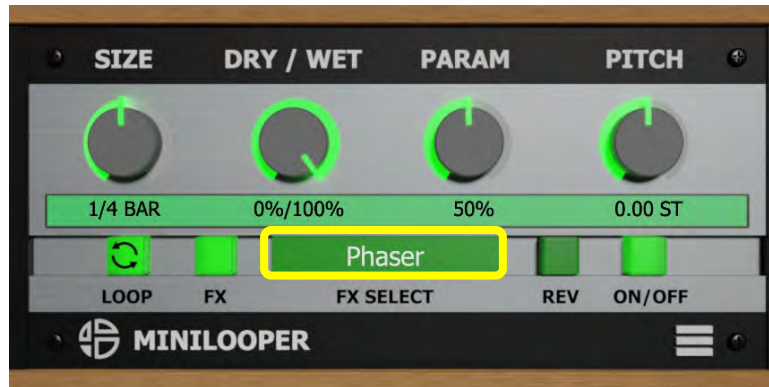 SIZE DRY / WET PARAM PITCH
1/4 BAR 0%/100% 50% 0.00 ST
Phaser
LOOP FX FX SELECT REV ON/OFF
MINILOOPER